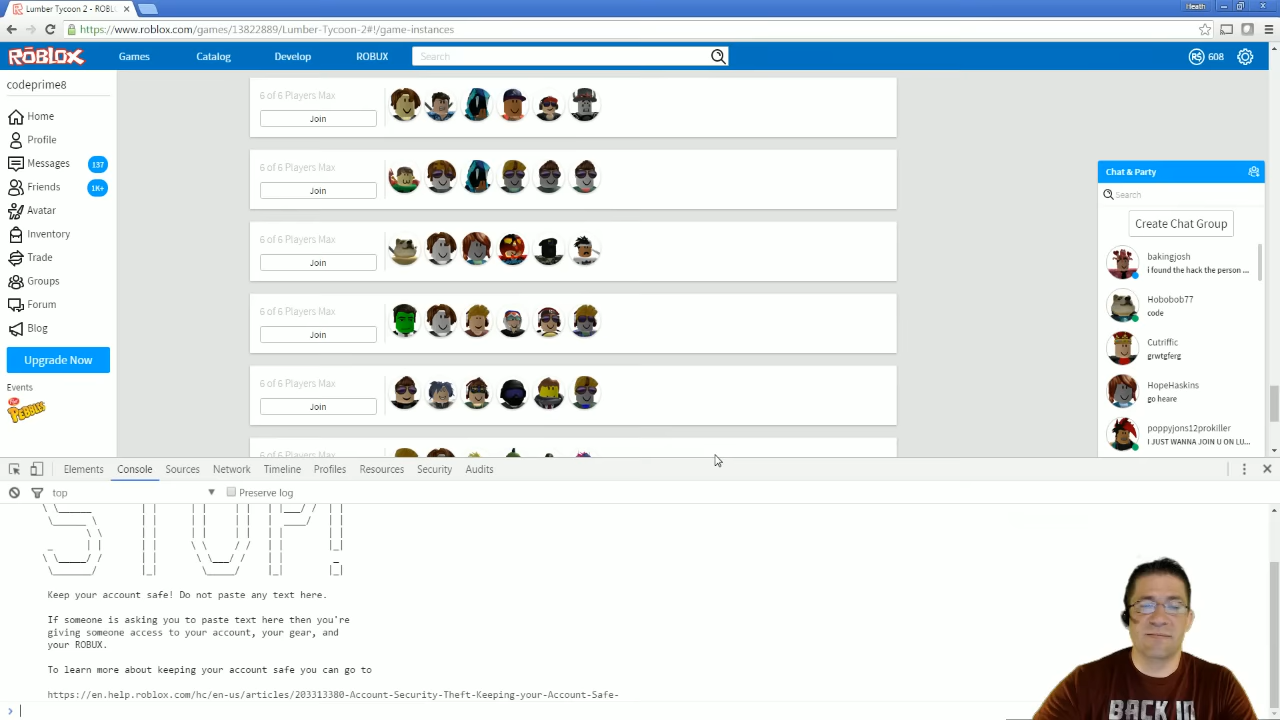 Lumber Tycoon 2 - ROBL
Heath
https://www.roblox.com/games/13822889/Lumber-Tycoon-2#!/game-instances
ROBLOX
Games
Catalog
Develop
ROBUX
Search
R$ 608
codeprime8
Home
Profile
Messages 137
Friends 1K+
Avatar
Inventory
Trade
Groups
Forum
Blog
Upgrade Now
Events
PEBBLES
6 of 6 Players Max
Join
6 of 6 Players Max
Join
6 of 6 Players Max
Join
6 of 6 Players Max
Join
6 of 6 Players Max
Join
6 of 6 Players Max
Chat & Party
Search
Create Chat Group
bakingjosh
i found the hack the person ...
Hobobob77
code
Cutriffic
grwtgferg
HopeHaskins
go heare
poppyjons12prokiller
I JUST WANNA JOIN U ON LU...
Elements Console Sources Network Timeline Profiles Resources Security Audits
top
Preserve log
Keep your account safe! Do not paste any text here.
If someone is asking you to paste text here then you're
giving someone access to your account, your gear, and
your ROBUX.
To learn more about keeping your account safe you can go to
https://en.help.roblox.com/hc/en-us/articles/203313380-Account-Security-Theft-Keeping-your-Account-Safe-
BACK IN